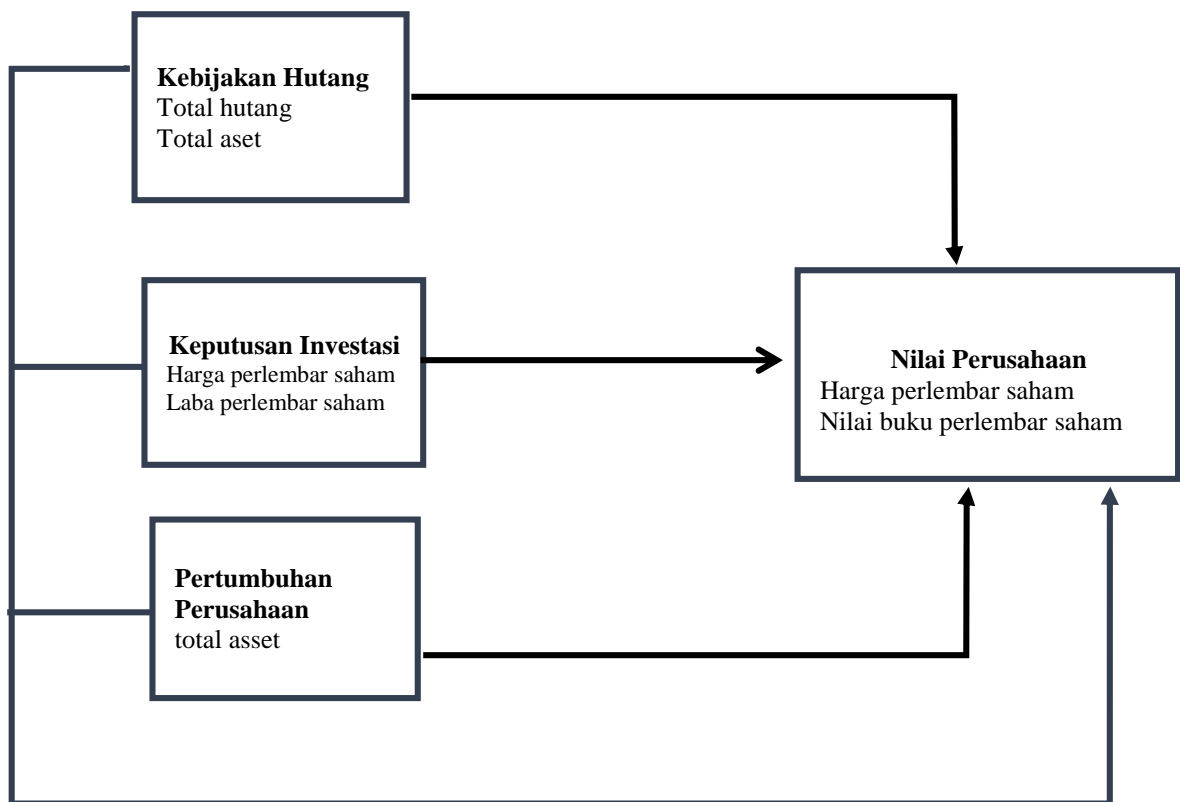 Kebijakan Hutang
Total hutang
Total aset
Keputusan Investasi
Harga perlembar saham
Laba perlembar saham
Nilai Perusahaan
Harga perlembar saham
Nilai buku perlembar saham
Pertumbuhan
Perusahaan
total asset